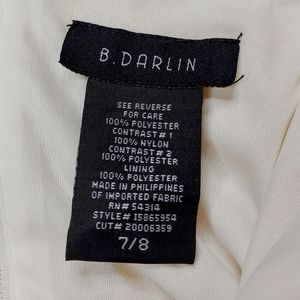 B.DARLIN
SEE REVERSE
FOR CARE
100% POLYESTER
CONTRAST# 1
100% NYLON
CONTRAST# 2
100% POLYESTER
LINING
100% POLYESTER
MADE IN PHILIPPINES
OF IMPORTED FABRIC
RN# 54314
STYLE# I5865954
CUT# 20006359
7/8